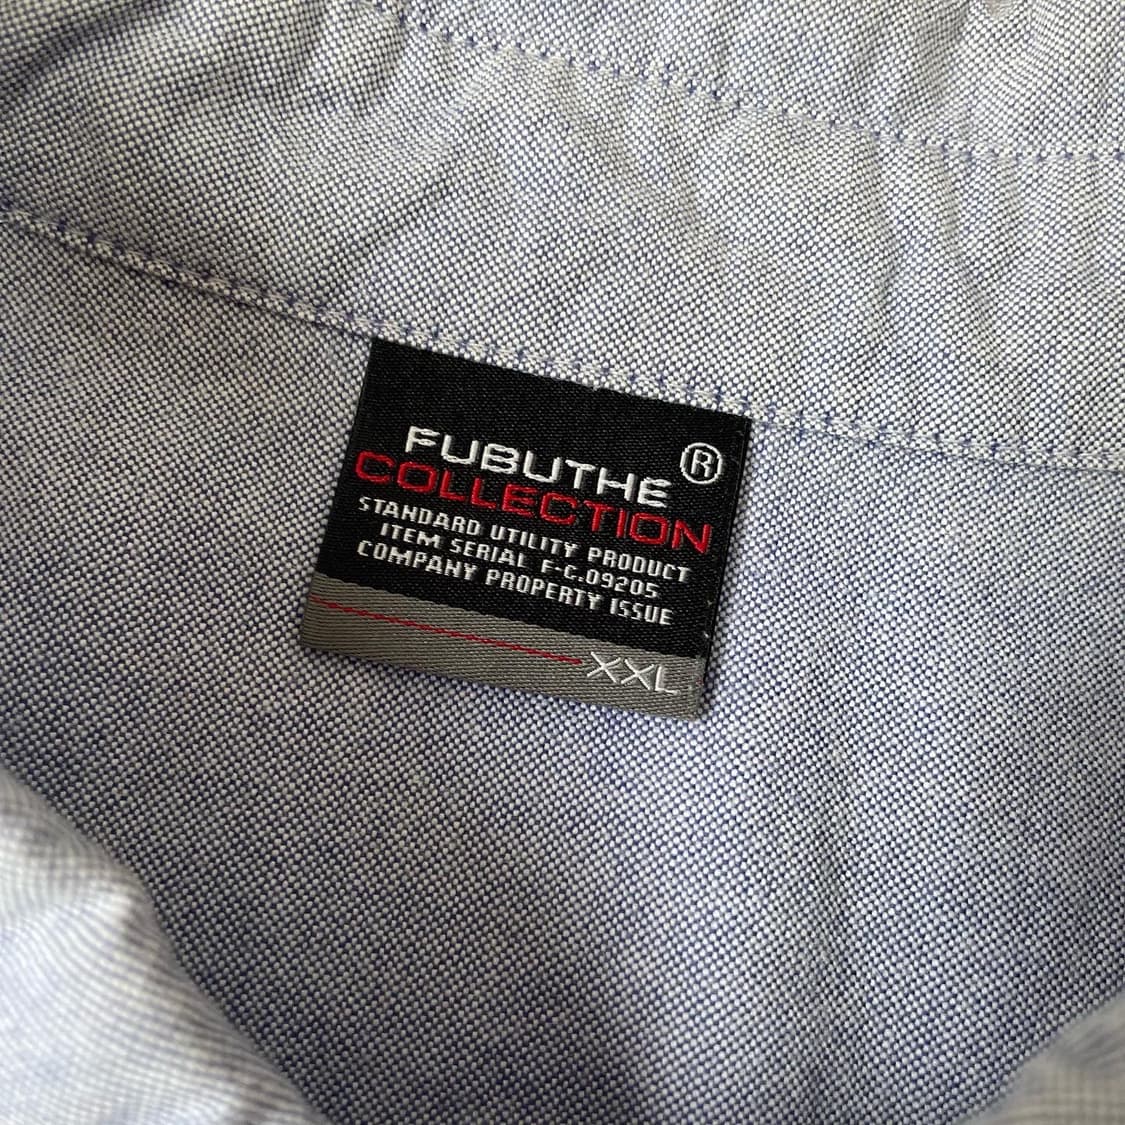 FUBUTHE ®
COLLECTION
STANDARD UTILITY PRODUCT
ITEM SERIAL F-C.09205
COMPANY PROPERTY ISSUE
XXL